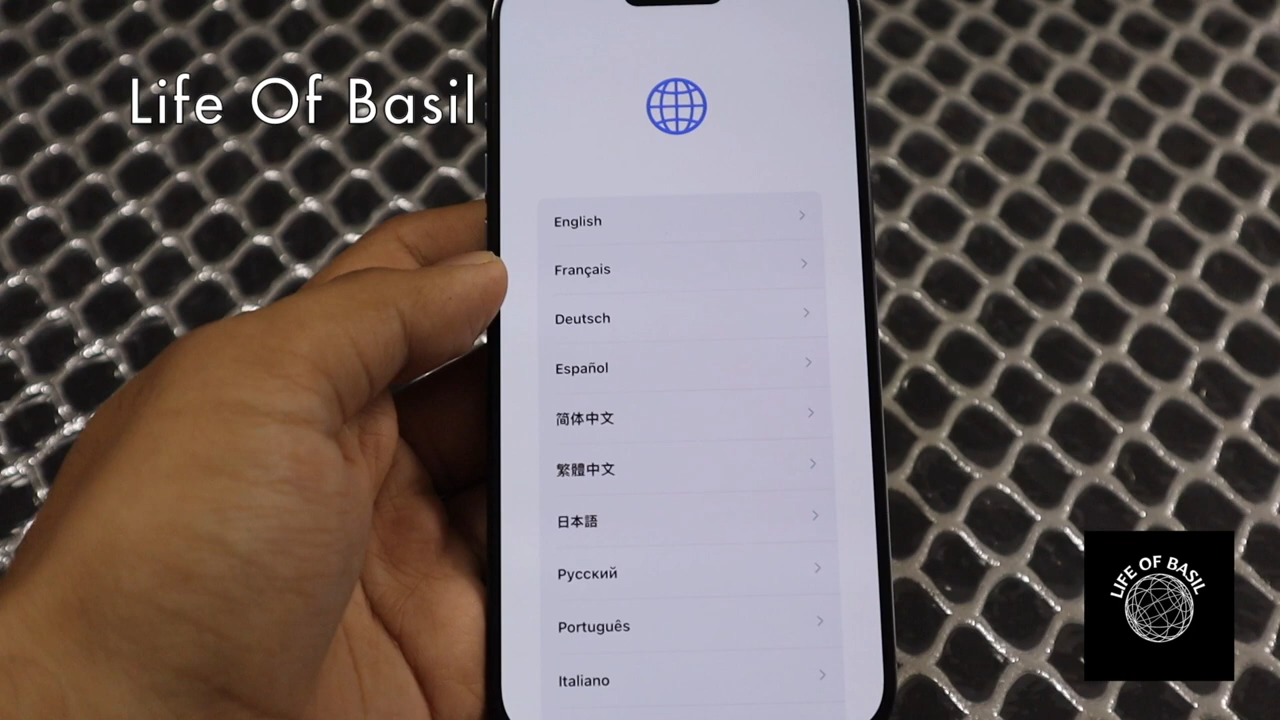 Life Of Basil
English
Français
Deutsch
Español
简体中文
繁體中文
日本語
Русский
Português
Italiano
LIFE OF BASIL